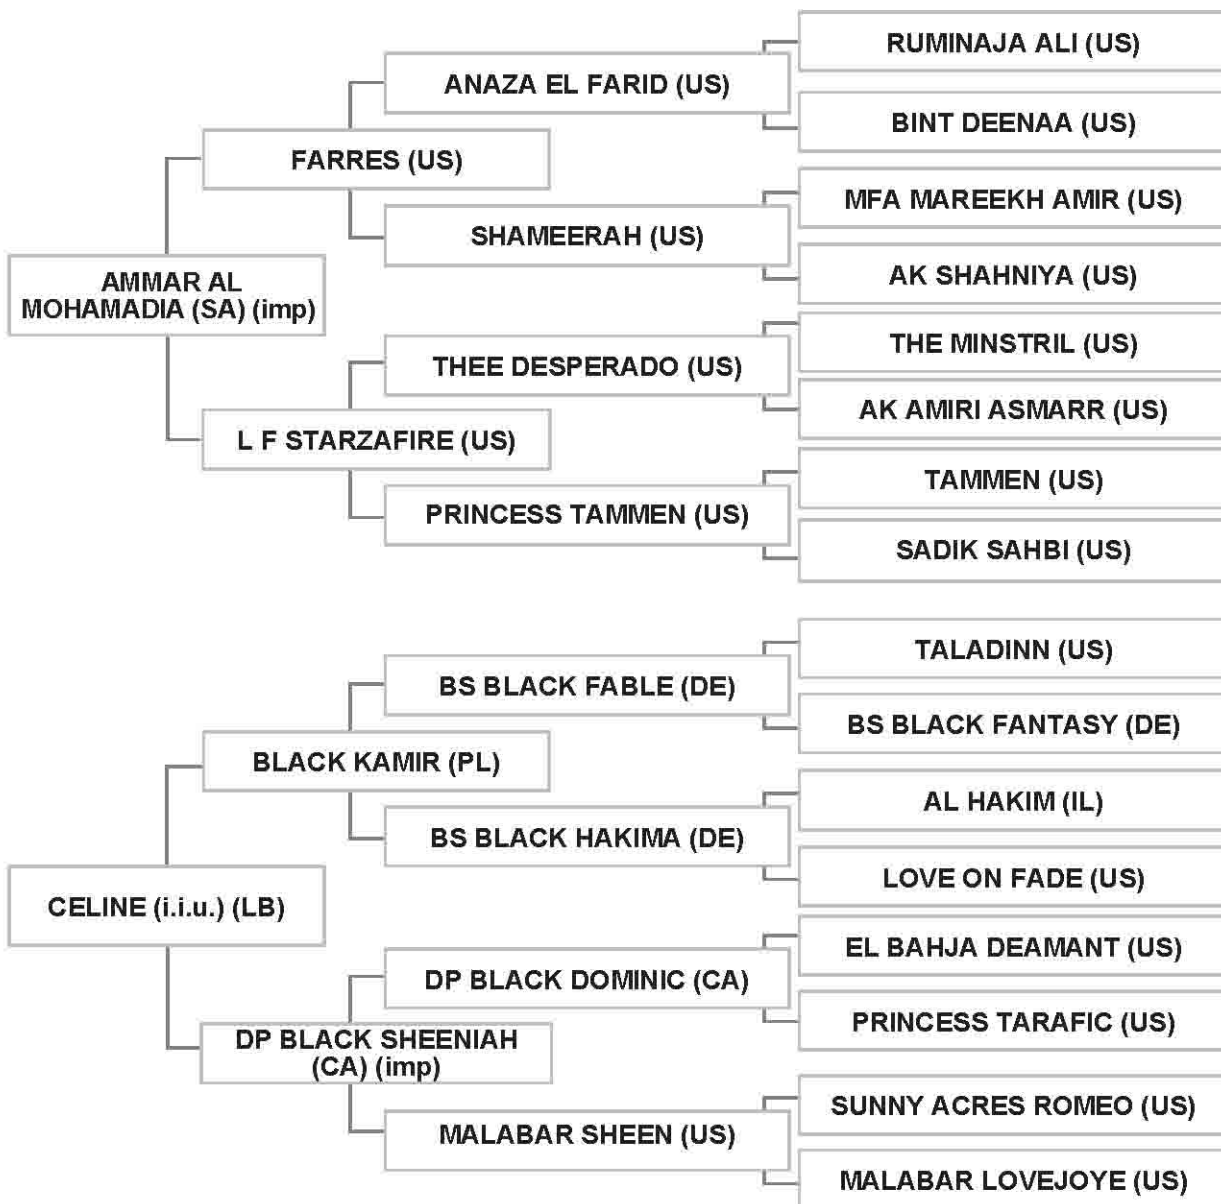 RUMINAJA ALI (US)
ANAZA EL FARID (US)
BINT DEENAA (US)
FARRES (US)
MFA MAREEKH AMIR (US)
SHAMEERAH (US)
AK SHAHNIYA (US)
AMMAR AL
MOHAMADIA (SA) (imp)
THE MINSTRIL (US)
THEE DESPERADO (US)
AK AMIRI ASMARR (US)
L F STARZAFIRE (US)
TAMMEN (US)
PRINCESS TAMMEN (US)
SADIK SAHBI (US)
TALADINN (US)
BS BLACK FABLE (DE)
BS BLACK FANTASY (DE)
BLACK KAMIR (PL)
AL HAKIM (IL)
BS BLACK HAKIMA (DE)
LOVE ON FADE (US)
CELINE (i.i.u.) (LB)
EL BAHJA DEAMANT (US)
DP BLACK DOMINIC (CA)
PRINCESS TARAFIC (US)
DP BLACK SHEENIAH
(CA) (imp)
SUNNY ACRES ROMEO (US)
MALABAR SHEEN (US)
MALABAR LOVEJOYE (US)